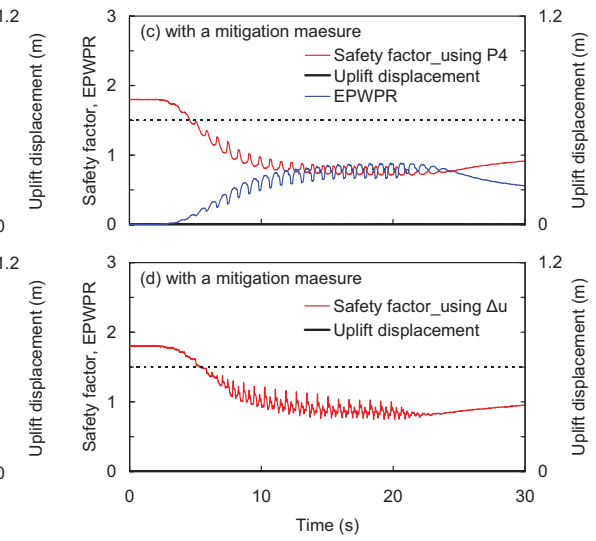 1.2
Uplift displacement (m)
0
3
2
1
0
Safety factor, EPWPR
(c) with a mitigation maesure
Safety factor_using P4
Uplift displacement
EPWPR
1.2
0
Uplift displacement (m)
1.2
Uplift displacement (m)
0
3
2
1
0
Safety factor, EPWPR
(d) with a mitigation maesure
Safety factor_using Δu
Uplift displacement
1.2
0
Uplift displacement (m)
0 10 20 30
Time (s)